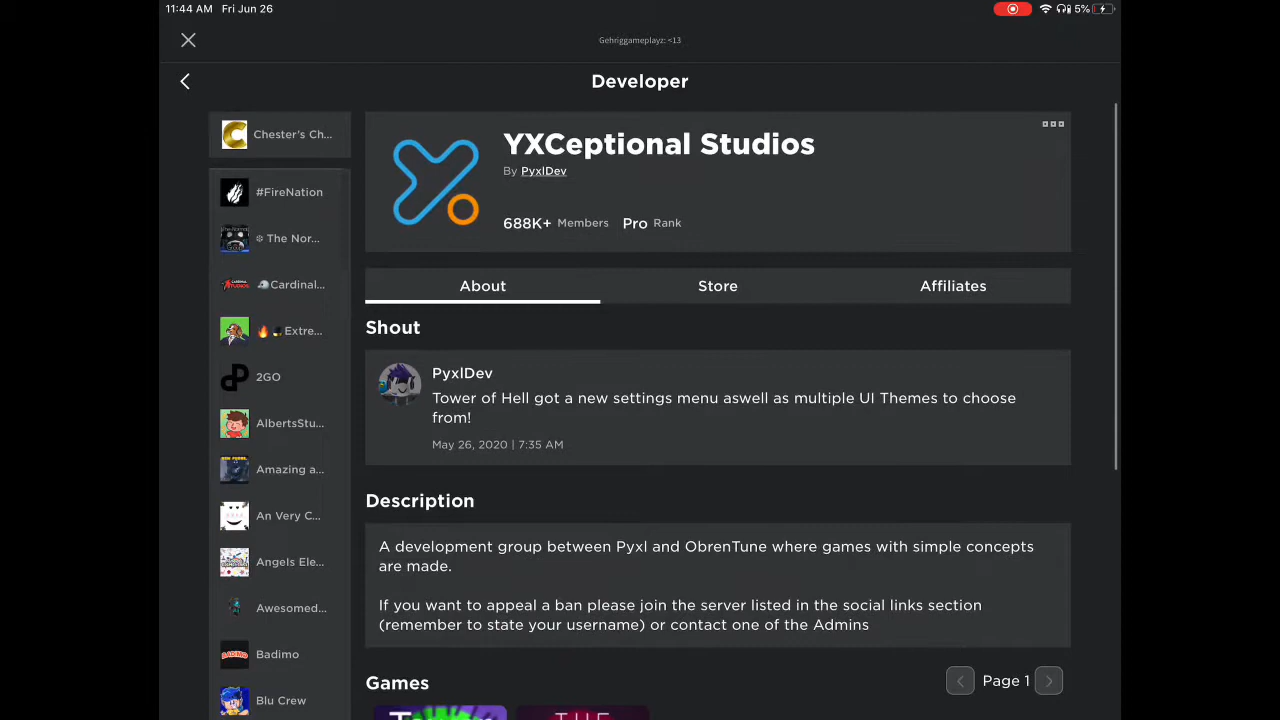 11:44 AM Fri Jun 26
5%
Gehriggameplayz: <13
Developer
Chester's Ch...
#FireNation
❊ The Nor...
Cardinal...
🔥 Extre...
2GO
AlbertsStu...
Amazing a...
An Very C...
Angels Ele...
Awesomed...
Badimo
Blu Crew
YXCeptional Studios
By PyxlDev
688K+ Members Pro Rank
About Store Affiliates
Shout
PyxlDev
Tower of Hell got a new settings menu aswell as multiple UI Themes to choose
from!
May 26, 2020 | 7:35 AM
Description
A development group between Pyxl and ObrenTune where games with simple concepts
are made.
If you want to appeal a ban please join the server listed in the social links section
(remember to state your username) or contact one of the Admins
Games
Page 1
THE